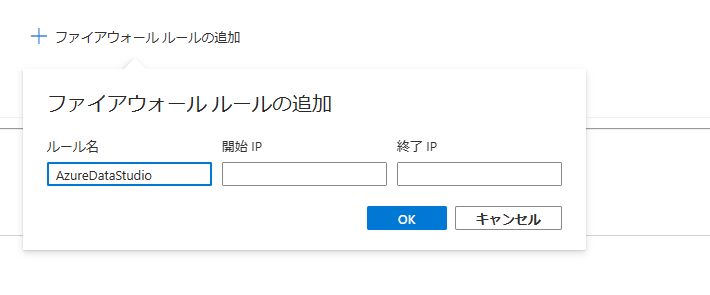 + ファイアウォール ルールの追加
ファイアウォール ルールの追加
ルール名 開始 IP 終了 IP
AzureDataStudio
OK キャンセル